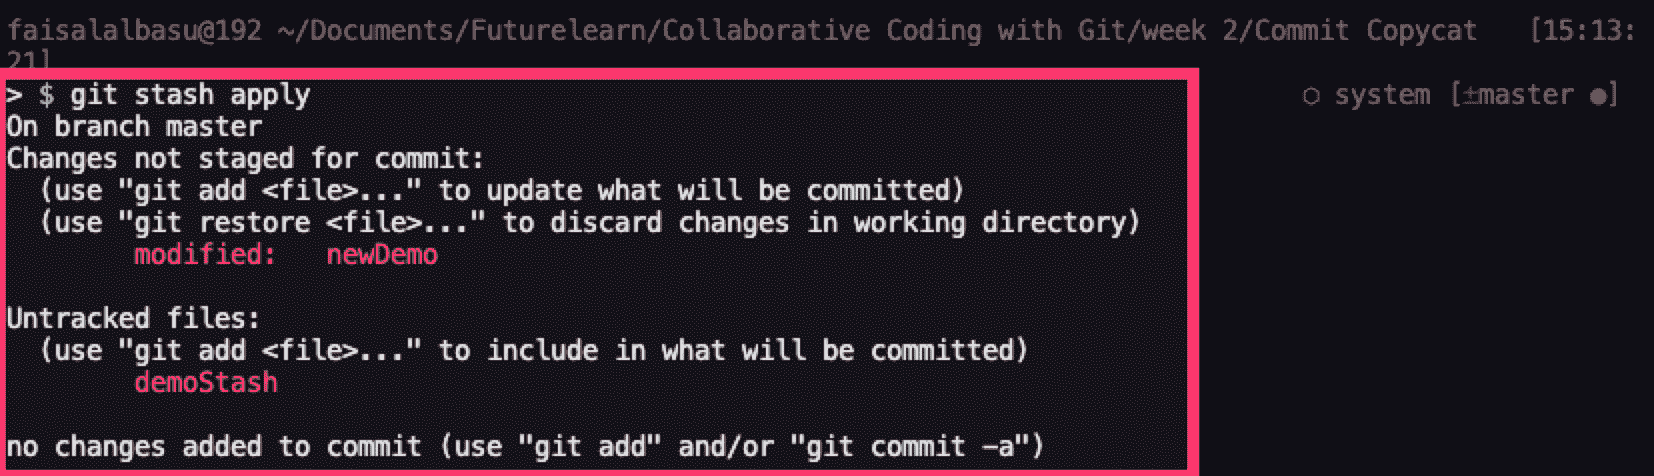 faisalalbasu@192 ~/Documents/Futurelearn/Collaborative Coding with Git/week 2/Commit Copycat [15:13:
21]
> $ git stash apply ⬡ system [±master ●]
On branch master
Changes not staged for commit:
(use "git add <file>..." to update what will be committed)
(use "git restore <file>..." to discard changes in working directory)
modified: newDemo
Untracked files:
(use "git add <file>..." to include in what will be committed)
demoStash
no changes added to commit (use "git add" and/or "git commit -a")